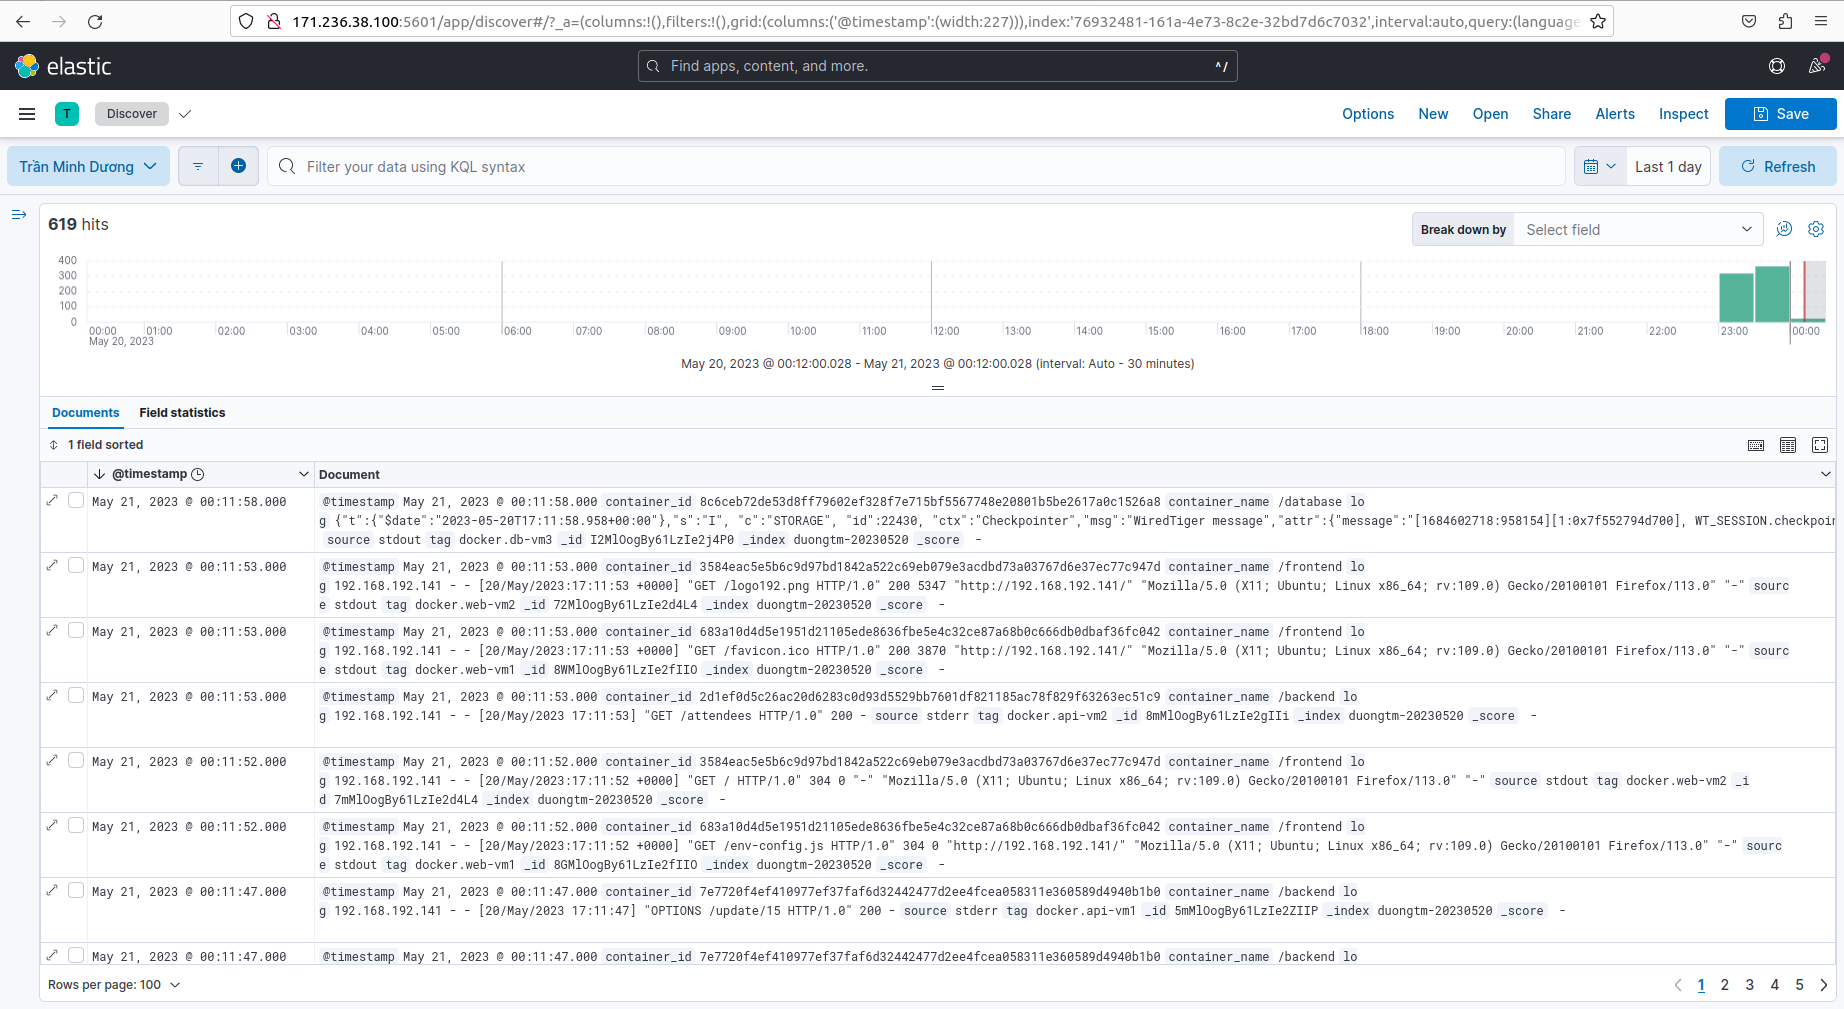 171.236.38.100:5601/app/discover#/?_a=(columns:!(),filters:!(),grid:(columns:('@timestamp':(width:227))),index:'76932481-161a-4e73-8c2e-32bd7d6c7032',interval:auto,query:(language
elastic
Find apps, content, and more.
^/
T
Discover
Options New Open Share Alerts Inspect Save
Trần Minh Dương
Filter your data using KQL syntax
Last 1 day
Refresh
619 hits
Break down by Select field
400
300
200
100
0
00:00 01:00 02:00 03:00 04:00 05:00 06:00 07:00 08:00 09:00 10:00 11:00 12:00 13:00 14:00 15:00 16:00 17:00 18:00 19:00 20:00 21:00 22:00 23:00 00:00
May 20, 2023
May 20, 2023 @ 00:12:00.028 - May 21, 2023 @ 00:12:00.028 (interval: Auto - 30 minutes)
Documents Field statistics
1 field sorted
@timestamp Document
May 21, 2023 @ 00:11:58.000 @timestamp May 21, 2023 @ 00:11:58.000 container_id 8c6ceb72de53d8ff79602ef328f7e715bf5567748e20801b5be2617a0c1526a8 container_name /database lo
g {"t":{"$date":"2023-05-20T17:11:58.958+00:00"},"s":"I", "c":"STORAGE", "id":22430, "ctx":"Checkpointer","msg":"WiredTiger message","attr":{"message":"[1684602718:958154][1:0x7f552794d700], WT_SESSION.checkpoin
source stdout tag docker.db-vm3 _id I2MlOogBy61LzIe2j4P0 _index duongtm-20230520 _score -
May 21, 2023 @ 00:11:53.000 @timestamp May 21, 2023 @ 00:11:53.000 container_id 3584eac5e5b6c9d97bd1842a522c69eb079e3acdbd73a03767d6e37ec77c947d container_name /frontend lo
g 192.168.192.141 - - [20/May/2023:17:11:53 +0000] "GET /logo192.png HTTP/1.0" 200 5347 "http://192.168.192.141/" "Mozilla/5.0 (X11; Ubuntu; Linux x86_64; rv:109.0) Gecko/20100101 Firefox/113.0" "-" sourc
e stdout tag docker.web-vm2 _id 72MlOogBy61LzIe2d4L4 _index duongtm-20230520 _score -
May 21, 2023 @ 00:11:53.000 @timestamp May 21, 2023 @ 00:11:53.000 container_id 683a10d4d5e1951d21105ede8636fbe5e4c32ce87a68b0c666db0dbaf36fc042 container_name /frontend lo
g 192.168.192.141 - - [20/May/2023:17:11:53 +0000] "GET /favicon.ico HTTP/1.0" 200 3870 "http://192.168.192.141/" "Mozilla/5.0 (X11; Ubuntu; Linux x86_64; rv:109.0) Gecko/20100101 Firefox/113.0" "-" sourc
e stdout tag docker.web-vm1 _id 8WMlOogBy61LzIe2fIIO _index duongtm-20230520 _score -
May 21, 2023 @ 00:11:53.000 @timestamp May 21, 2023 @ 00:11:53.000 container_id 2d1ef0d5c26ac20d6283c0d93d5529bb7601df821185ac78f829f63263ec51c9 container_name /backend lo
g 192.168.192.141 - - [20/May/2023 17:11:53] "GET /attendees HTTP/1.0" 200 - source stderr tag docker.api-vm2 _id 8mMlOogBy61LzIe2gIIi _index duongtm-20230520 _score -
May 21, 2023 @ 00:11:52.000 @timestamp May 21, 2023 @ 00:11:52.000 container_id 3584eac5e5b6c9d97bd1842a522c69eb079e3acdbd73a03767d6e37ec77c947d container_name /frontend lo
g 192.168.192.141 - - [20/May/2023:17:11:52 +0000] "GET / HTTP/1.0" 304 0 "-" "Mozilla/5.0 (X11; Ubuntu; Linux x86_64; rv:109.0) Gecko/20100101 Firefox/113.0" "-" source stdout tag docker.web-vm2 _i
d 7mMlOogBy61LzIe2d4L4 _index duongtm-20230520 _score -
May 21, 2023 @ 00:11:52.000 @timestamp May 21, 2023 @ 00:11:52.000 container_id 683a10d4d5e1951d21105ede8636fbe5e4c32ce87a68b0c666db0dbaf36fc042 container_name /frontend lo
g 192.168.192.141 - - [20/May/2023:17:11:52 +0000] "GET /env-config.js HTTP/1.0" 304 0 "http://192.168.192.141/" "Mozilla/5.0 (X11; Ubuntu; Linux x86_64; rv:109.0) Gecko/20100101 Firefox/113.0" "-" sourc
e stdout tag docker.web-vm1 _id 8GMlOogBy61LzIe2fIIO _index duongtm-20230520 _score -
May 21, 2023 @ 00:11:47.000 @timestamp May 21, 2023 @ 00:11:47.000 container_id 7e7720f4ef410977ef37faf6d32442477d2ee4fcea058311e360589d4940b1b0 container_name /backend lo
g 192.168.192.141 - - [20/May/2023 17:11:47] "OPTIONS /update/15 HTTP/1.0" 200 - source stderr tag docker.api-vm1 _id 5mMlOogBy61LzIe2ZIIP _index duongtm-20230520 _score -
May 21, 2023 @ 00:11:47.000 @timestamp May 21, 2023 @ 00:11:47.000 container_id 7e7720f4ef410977ef37faf6d32442477d2ee4fcea058311e360589d4940b1b0 container_name /backend lo
Rows per page: 100
1 2 3 4 5